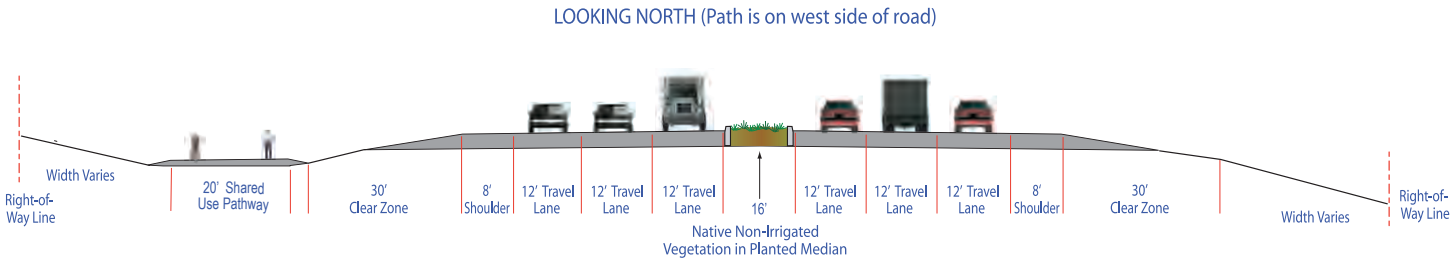 LOOKING NORTH (Path is on west side of road)
Right-of-
Way Line
Width Varies
20' Shared
Use Pathway
30'
Clear Zone
8'
Shoulder
12' Travel
Lane
12' Travel
Lane
12' Travel
Lane
16'
Native Non-Irrigated
Vegetation in Planted Median
12' Travel
Lane
12' Travel
Lane
12' Travel
Lane
8'
Shoulder
30'
Clear Zone
Width Varies
Right-of-
Way Line